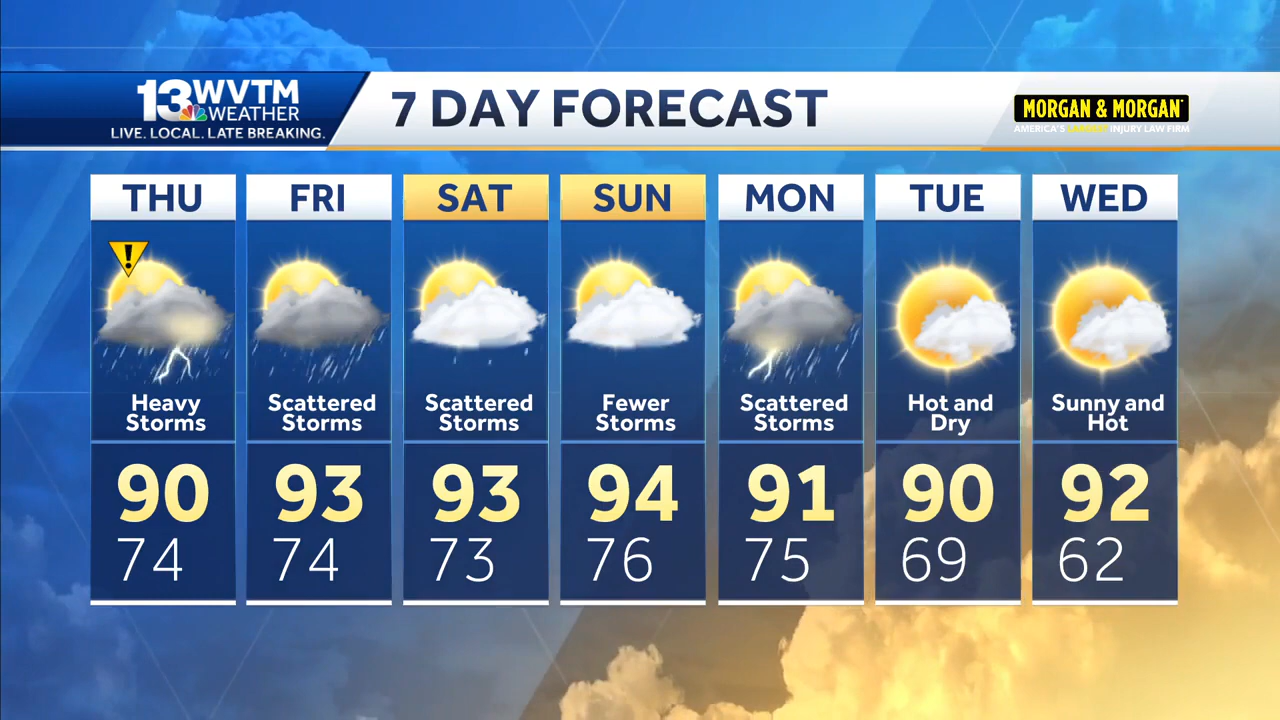 13 WVTM
WEATHER
LIVE. LOCAL. LATE BREAKING.
7 DAY FORECAST
MORGAN & MORGAN
AMERICA'S LARGEST INJURY LAW FIRM
THU FRI SAT SUN MON TUE WED
!
Heavy Scattered Scattered Fewer Scattered Hot and Sunny and
Storms Storms Storms Storms Storms Dry Hot
90 93 93 94 91 90 92
74 74 73 76 75 69 62